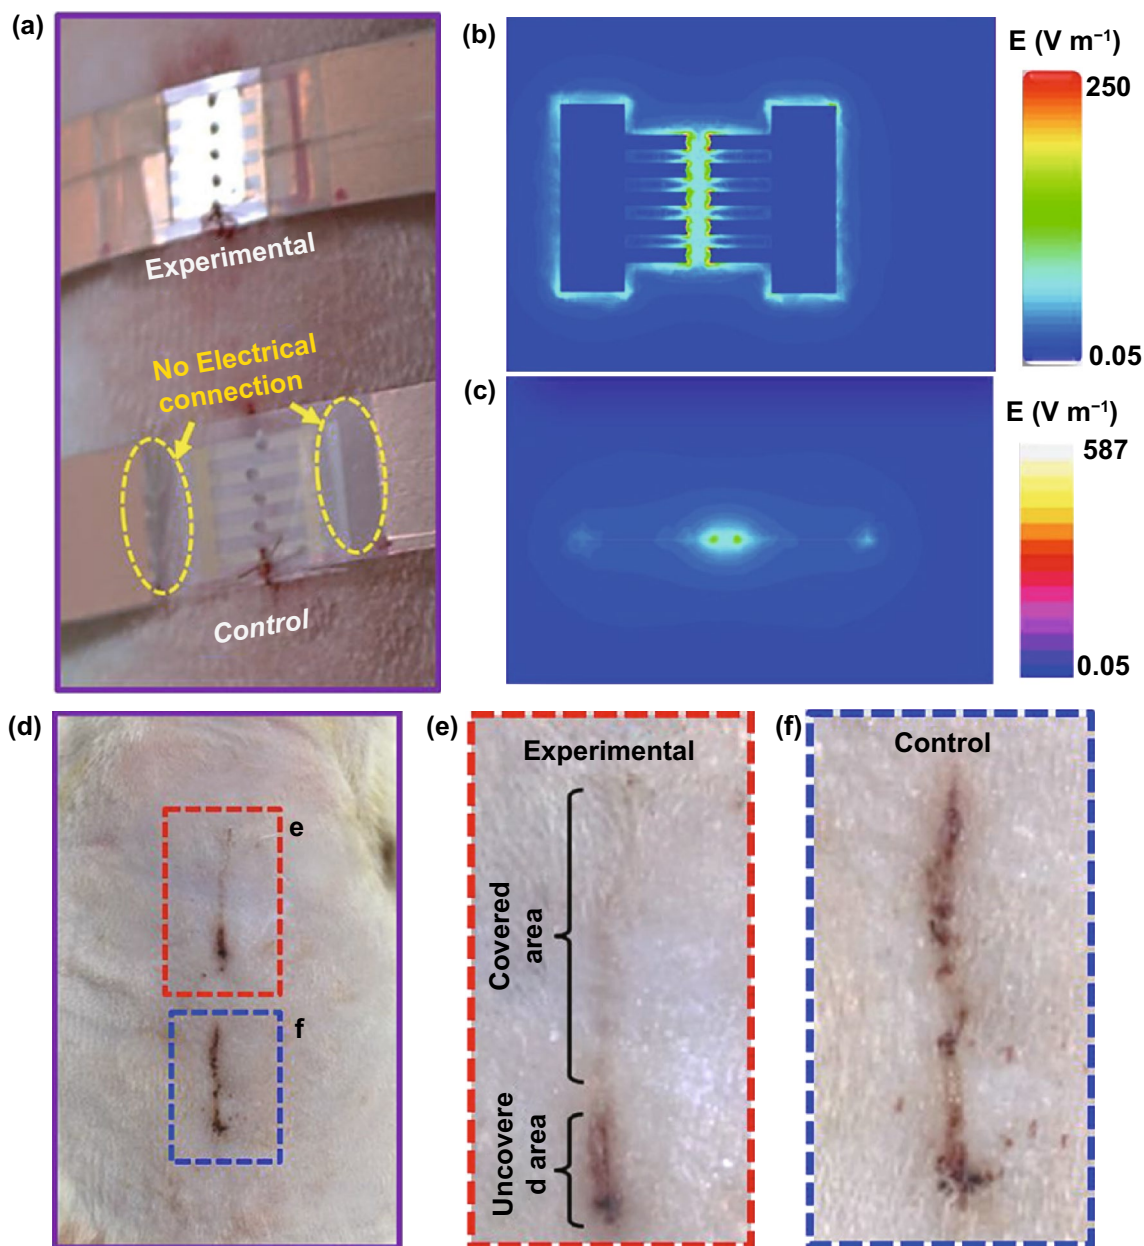 (a)
Experimental
No Electrical
connection
Control
(b)
E (V m⁻¹)
250
0.05
(c)
E (V m⁻¹)
587
0.05
(d)
e
f
(e)
Experimental
Covered
area
Uncovere
d area
(f)
Control